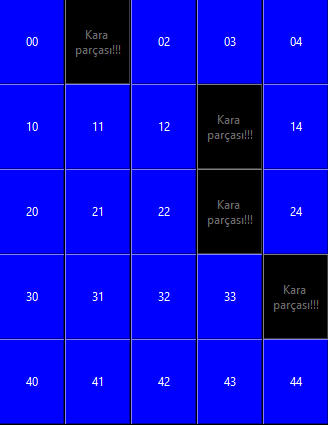 00 Kara parçası!!! 02 03 04
10 11 12 Kara parçası!!! 14
20 21 22 Kara parçası!!! 24
30 31 32 33 Kara parçası!!!
40 41 42 43 44